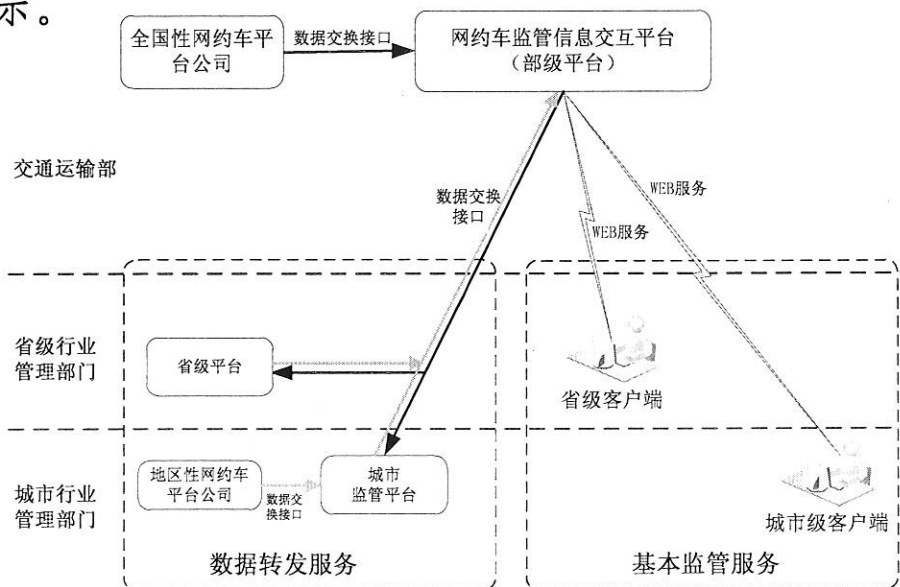 示。
全国性网约车平
台公司
数据交换接口
网约车监管信息交互平台
（部级平台）
交通运输部
数据交换
接口
WEB服务
WEB服务
省级行业
管理部门
省级平台
省级客户端
城市行业
管理部门
地区性网约车
平台公司
数据交
换接口
城市
监管平台
城市级客户端
数据转发服务
基本监管服务